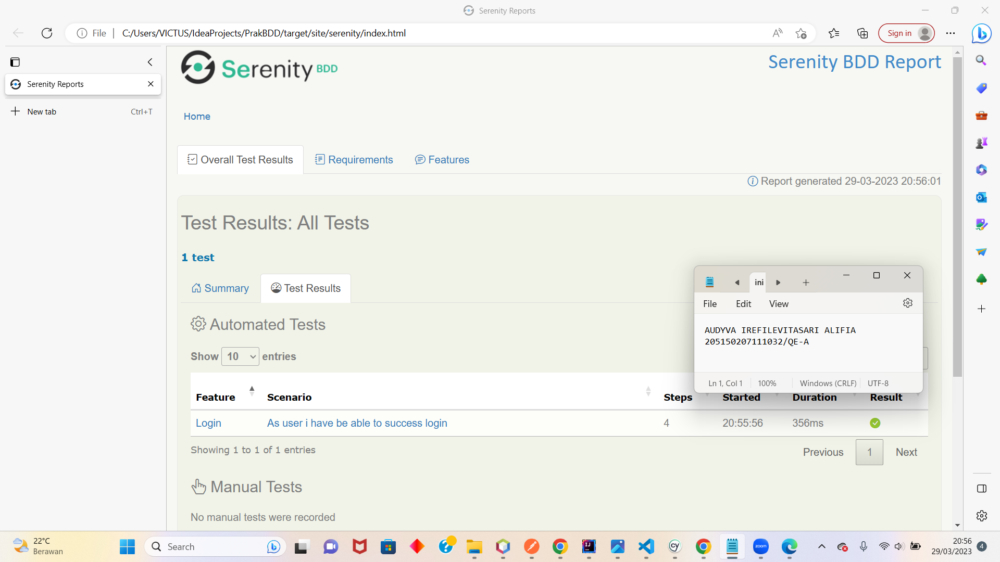 Serenity Reports
File
C:/Users/VICTUS/IdeaProjects/PrakBDD/target/site/serenity/index.html
Sign in
Serenity Reports
New tab
Ctrl+T
Serenity BDD
Serenity BDD Report
Home
Overall Test Results
Requirements
Features
Report generated 29-03-2023 20:56:01
Test Results: All Tests
1 test
Summary
Test Results
Automated Tests
Show 10 entries
ini
File
Edit
View
AUDYVA IREFILEVITASARI ALIFIA
205150207111032/QE-A
Ln 1, Col 1
100%
Windows (CRLF)
UTF-8
Feature Scenario Steps Started Duration Result
Login As user i have be able to success login 4 20:55:56 356ms
Showing 1 to 1 of 1 entries
Previous 1 Next
Manual Tests
No manual tests were recorded
22°C
Berawan
Search
IJ
CY
zoom
20:56
29/03/2023
4